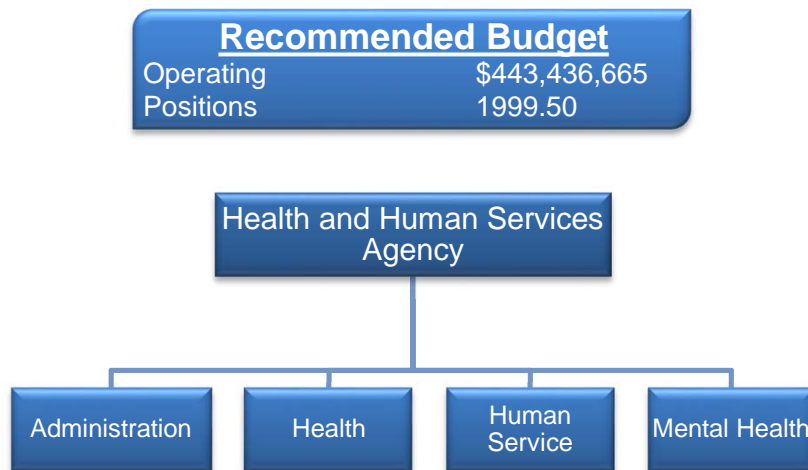 Recommended Budget
Operating $443,436,665
Positions 1999.50
Health and Human Services
Agency
Administration
Health
Human
Service
Mental Health